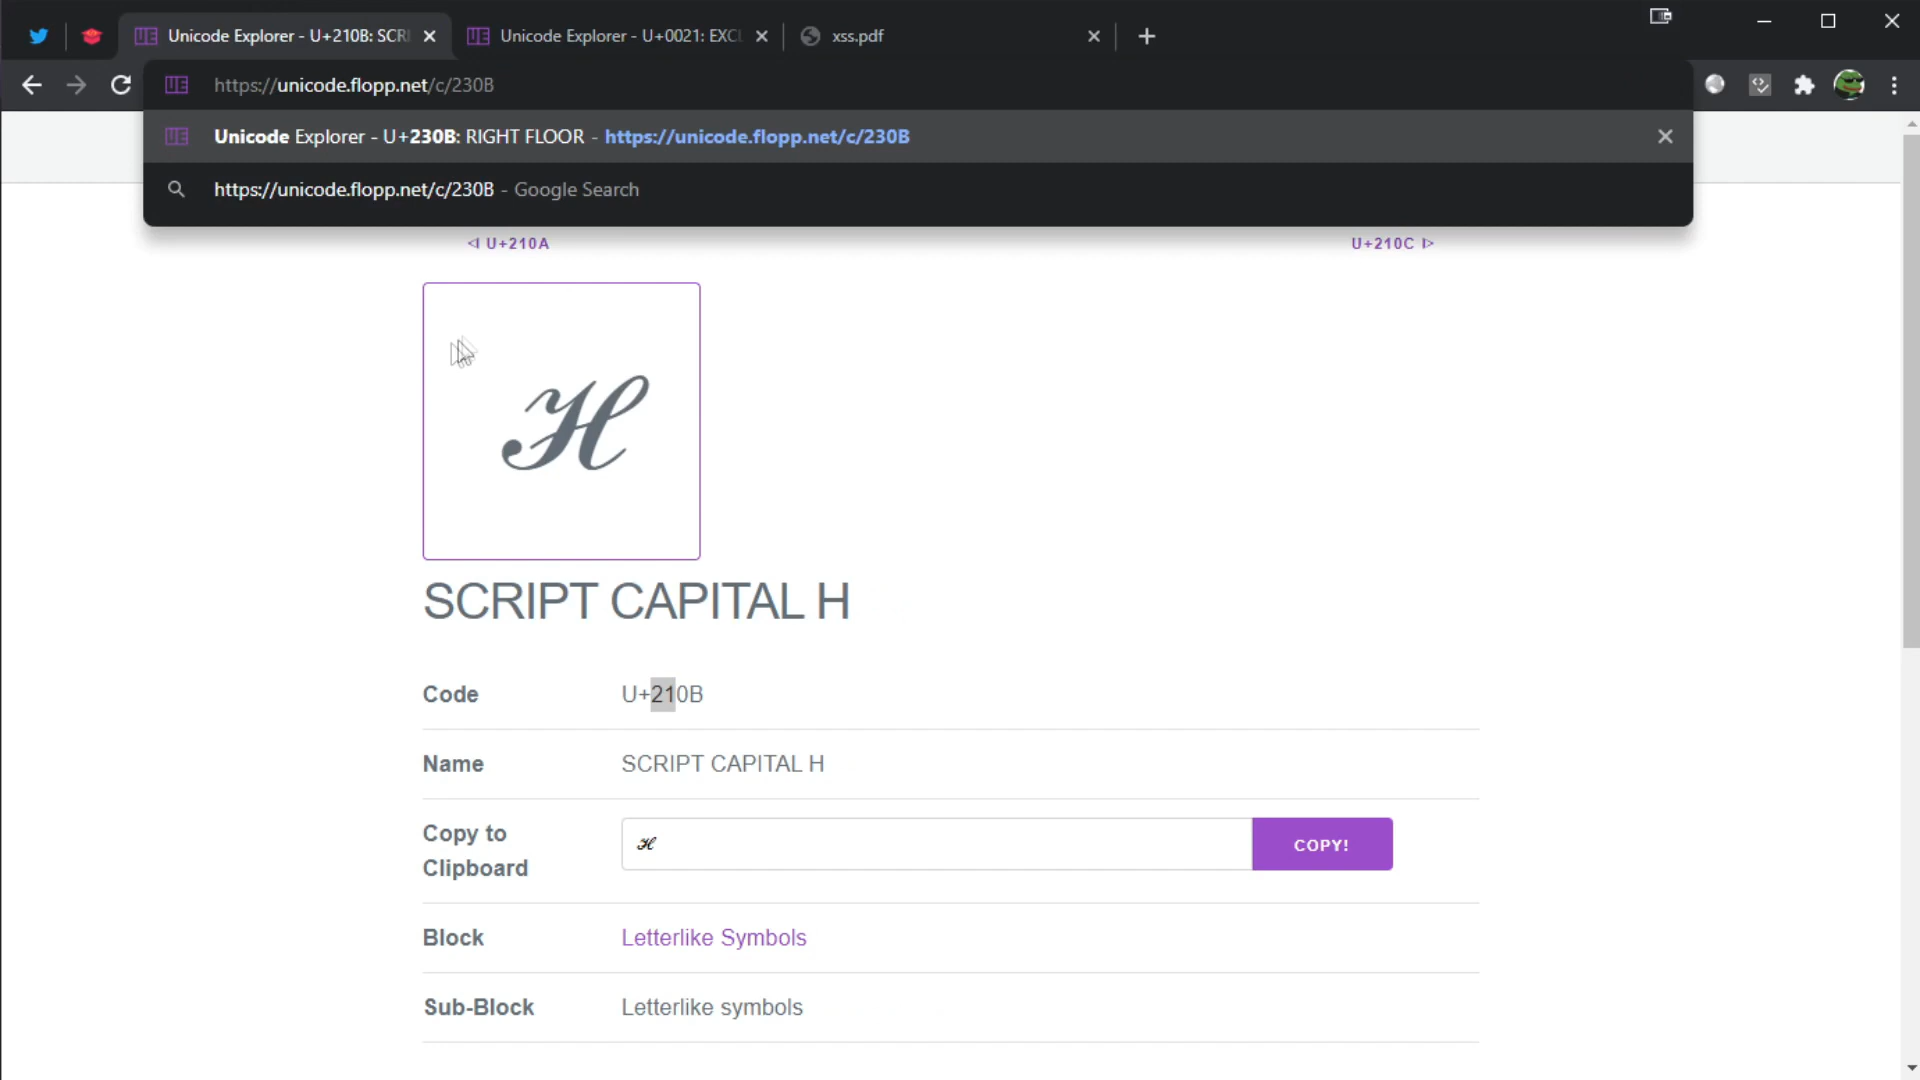 Unicode Explorer - U+210B: SCRI
Unicode Explorer - U+0021: EXCL
xss.pdf
https://unicode.flopp.net/c/230B
Unicode Explorer - U+230B: RIGHT FLOOR - https://unicode.flopp.net/c/230B
https://unicode.flopp.net/c/230B - Google Search
◁ U+210A
U+210C ▷
ℋ
SCRIPT CAPITAL H
Code U+210B
Name SCRIPT CAPITAL H
Copy to Clipboard ℋ COPY!
Block Letterlike Symbols
Sub-Block Letterlike symbols